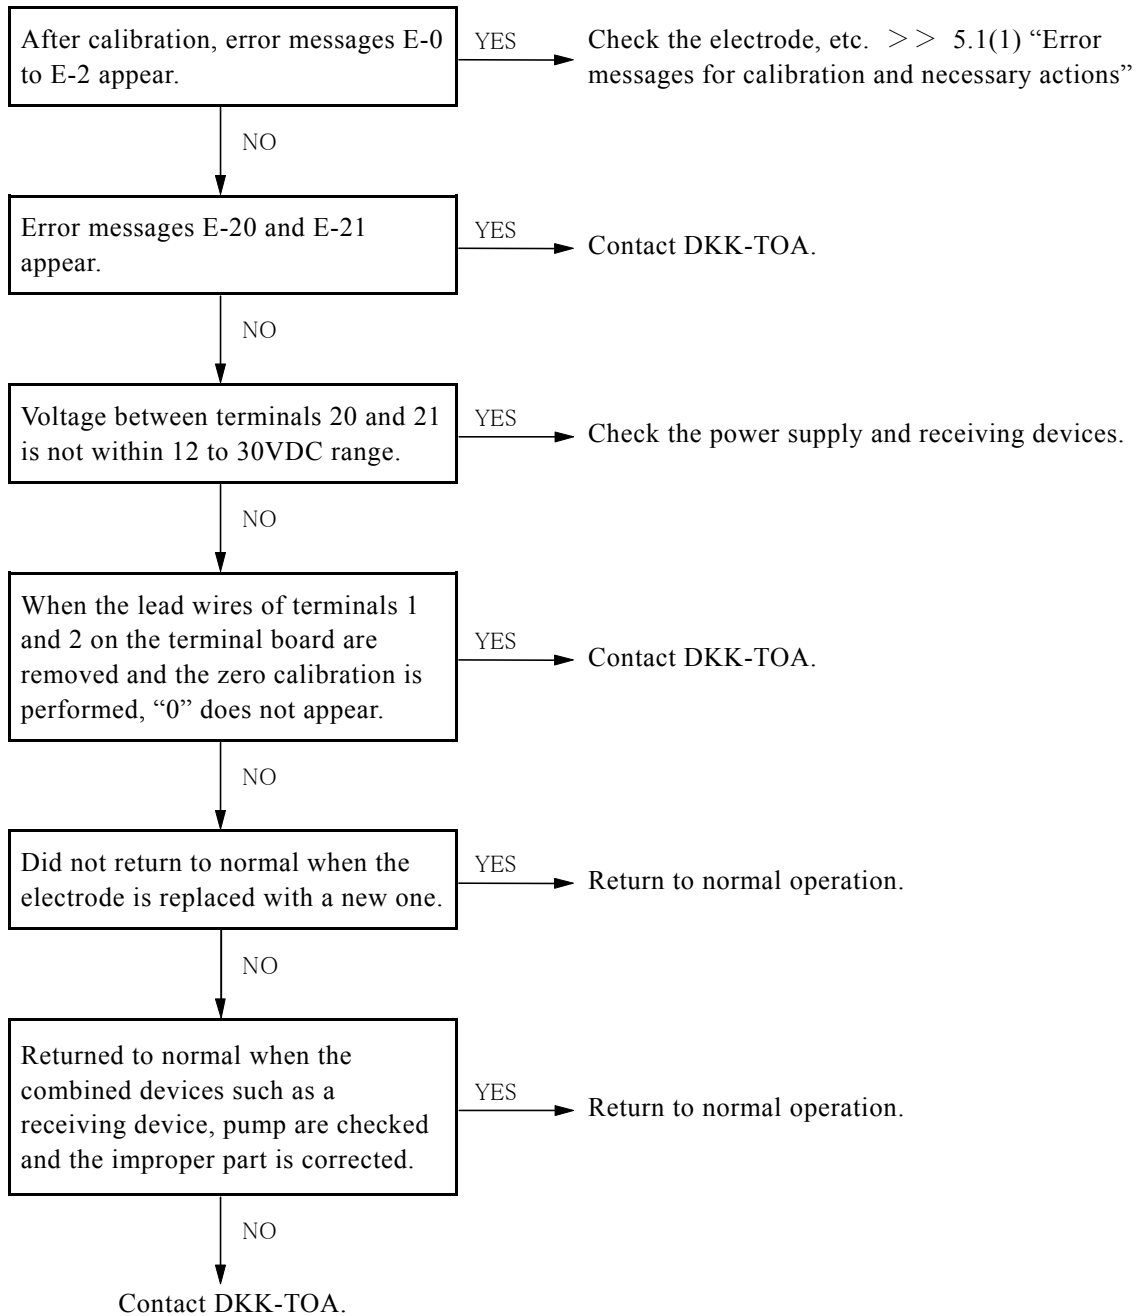 After calibration, error messages E-0
to E-2 appear.
YES
Check the electrode, etc. >> 5.1(1) “Error
messages for calibration and necessary actions”
NO
Error messages E-20 and E-21
appear.
YES
Contact DKK-TOA.
NO
Voltage between terminals 20 and 21
is not within 12 to 30VDC range.
YES
Check the power supply and receiving devices.
NO
When the lead wires of terminals 1
and 2 on the terminal board are
removed and the zero calibration is
performed, “0” does not appear.
YES
Contact DKK-TOA.
NO
Did not return to normal when the
electrode is replaced with a new one.
YES
Return to normal operation.
NO
Returned to normal when the
combined devices such as a
receiving device, pump are checked
and the improper part is corrected.
YES
Return to normal operation.
NO
Contact DKK-TOA.